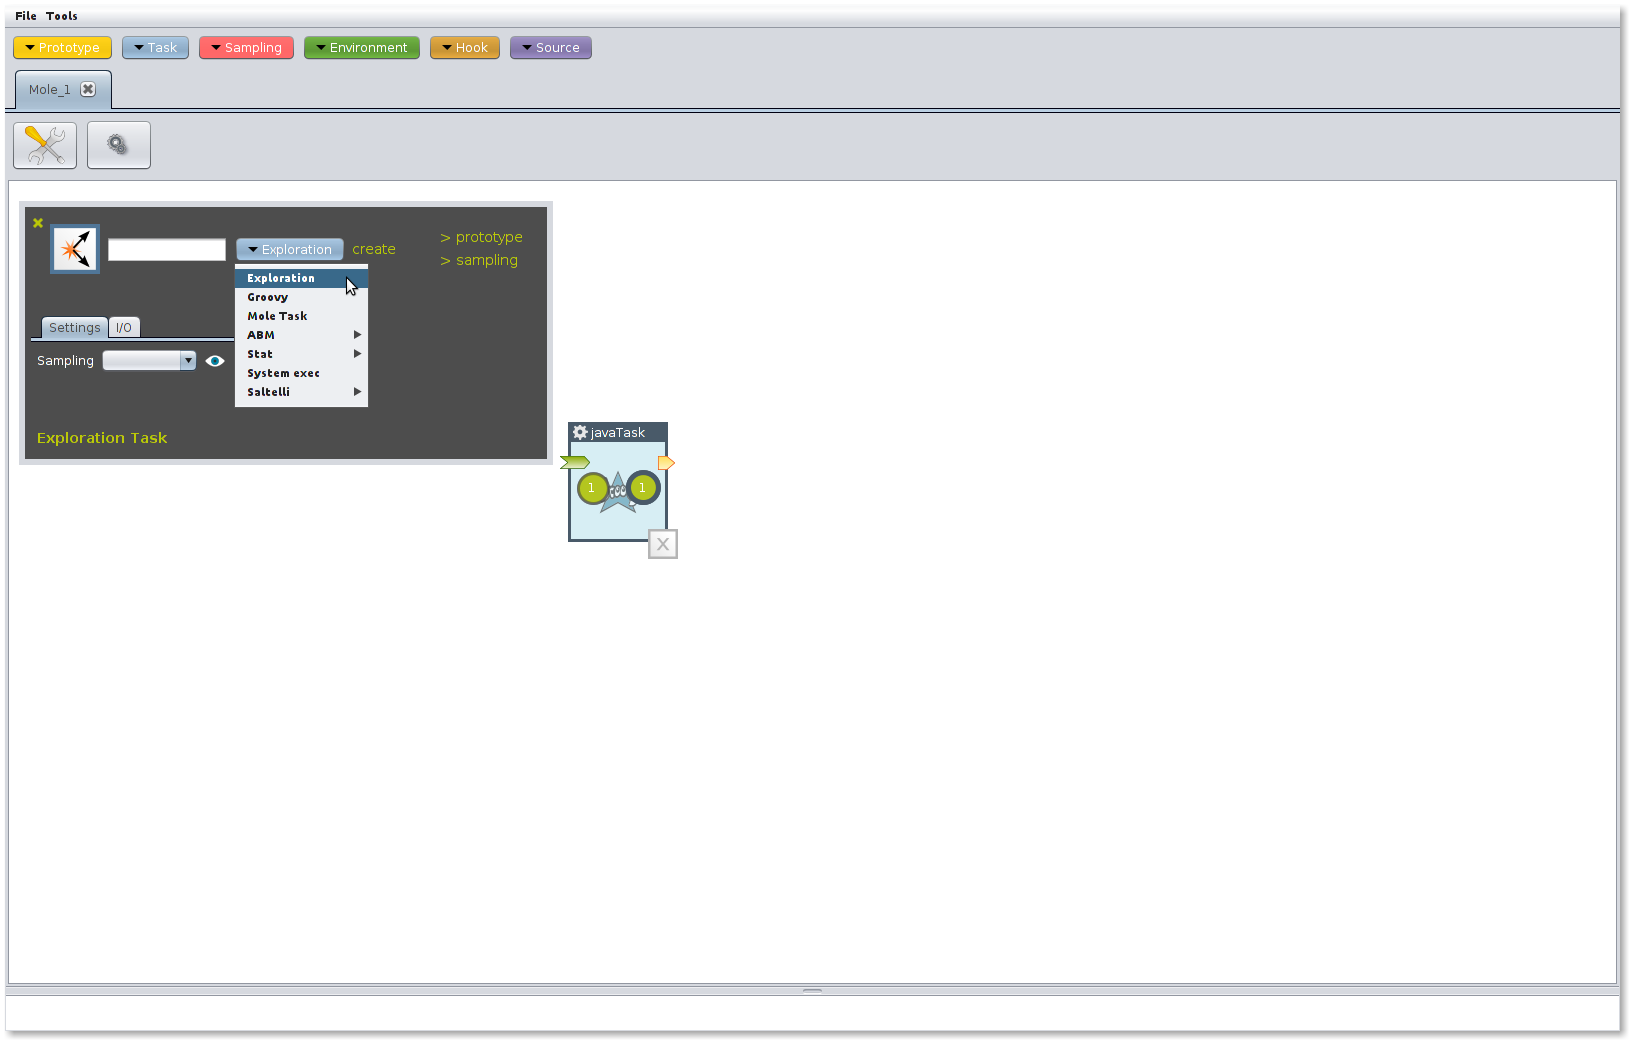 File Tools
Prototype Task Sampling Environment Hook Source
Mole_1
Exploration create
> prototype
> sampling
Exploration
Groovy
Mole Task
ABM
Stat
System exec
Saltelli
Settings I/O
Sampling
Exploration Task
javaTask
1 1
X